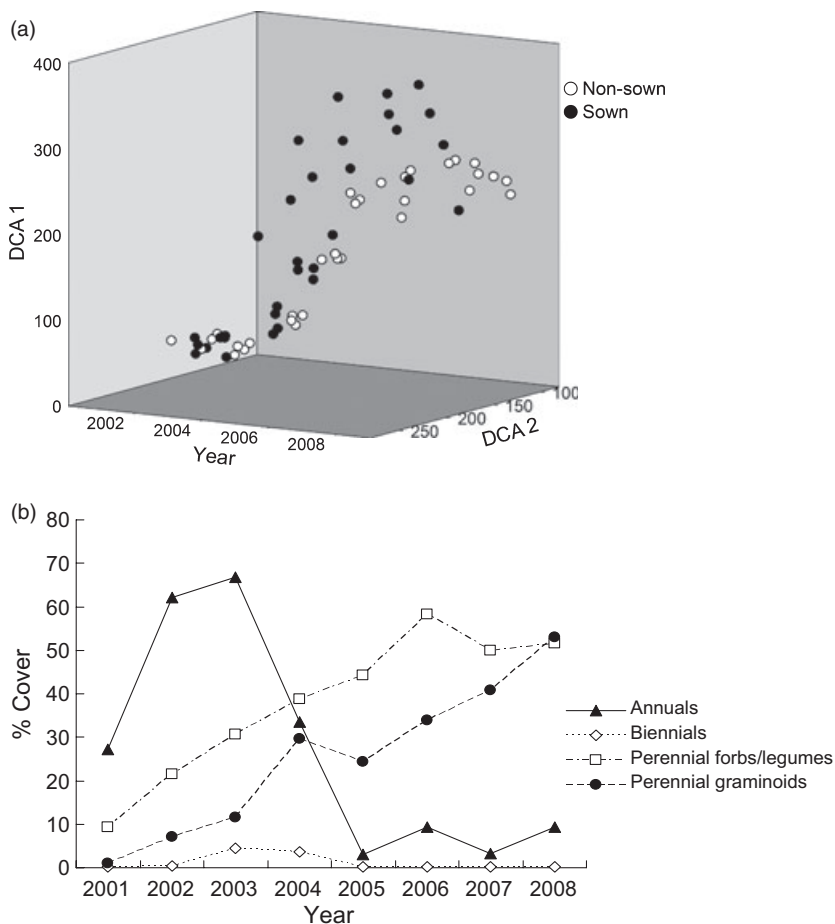 (a)
400
300
200
100
0
DCA 1
2002
2004
2006
2008
Year
250
200
150
100
DCA 2
Non-sown
Sown
(b)
80
70
60
50
40
30
20
10
0
% Cover
2001 2002 2003 2004 2005 2006 2007 2008
Year
Annuals
Biennials
Perennial forbs/legumes
Perennial graminoids